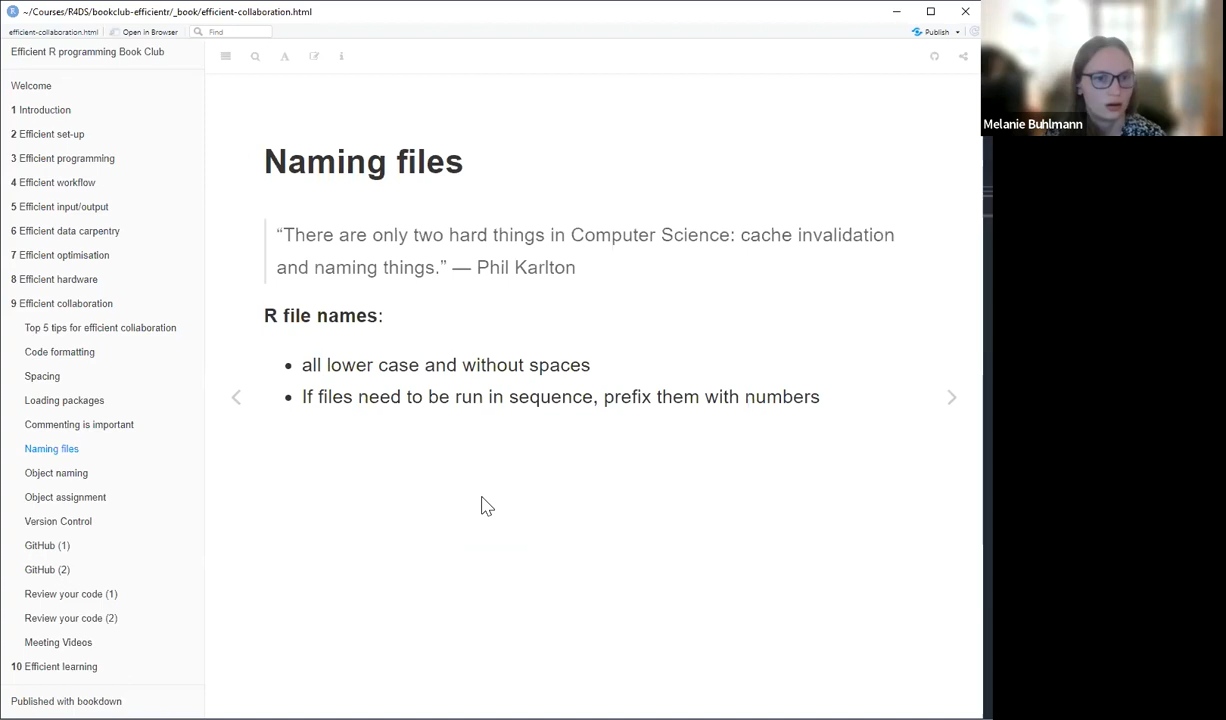 ~/Courses/R4DS/bookclub-efficientr/_book/efficient-collaboration.html
efficient-collaboration.html
Open in Browser
Find
Publish
Efficient R programming Book Club
Welcome
1 Introduction
2 Efficient set-up
3 Efficient programming
4 Efficient workflow
5 Efficient input/output
6 Efficient data carpentry
7 Efficient optimisation
8 Efficient hardware
9 Efficient collaboration
Top 5 tips for efficient collaboration
Code formatting
Spacing
Loading packages
Commenting is important
Naming files
Object naming
Object assignment
Version Control
GitHub (1)
GitHub (2)
Review your code (1)
Review your code (2)
Meeting Videos
10 Efficient learning
Published with bookdown
Naming files
“There are only two hard things in Computer Science: cache invalidation
and naming things.” — Phil Karlton
R file names:
• all lower case and without spaces
• If files need to be run in sequence, prefix them with numbers
Melanie Buhlmann